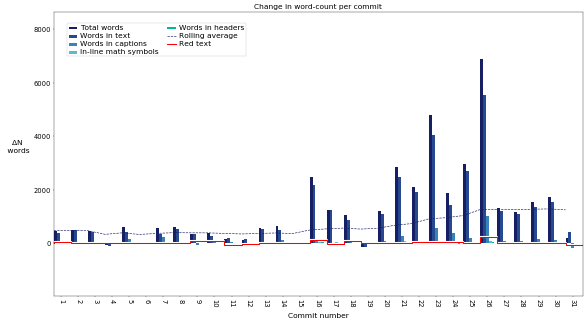 Change in word-count per commit
Total words
Words in text
Words in captions
In-line math symbols
Words in headers
Rolling average
Red text
8000
6000
4000
2000
0
ΔN
words
1 2 3 4 5 6 7 8 9 10 11 12 13 14 15 16 17 18 19 20 21 22 23 24 25 26 27 28 29 30 31
Commit number